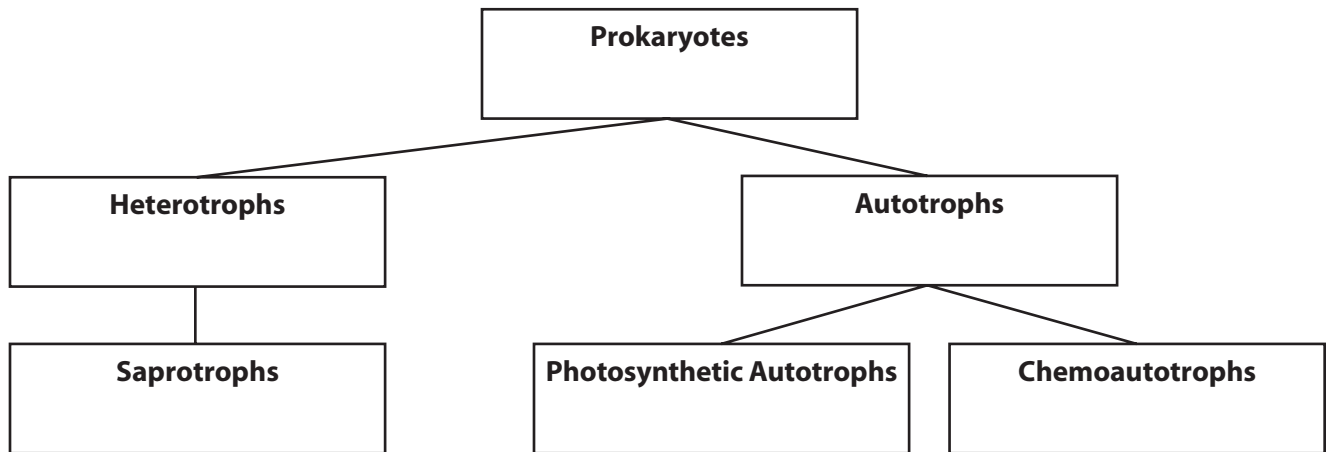 Prokaryotes
Heterotrophs
Autotrophs
Saprotrophs
Photosynthetic Autotrophs
Chemoautotrophs